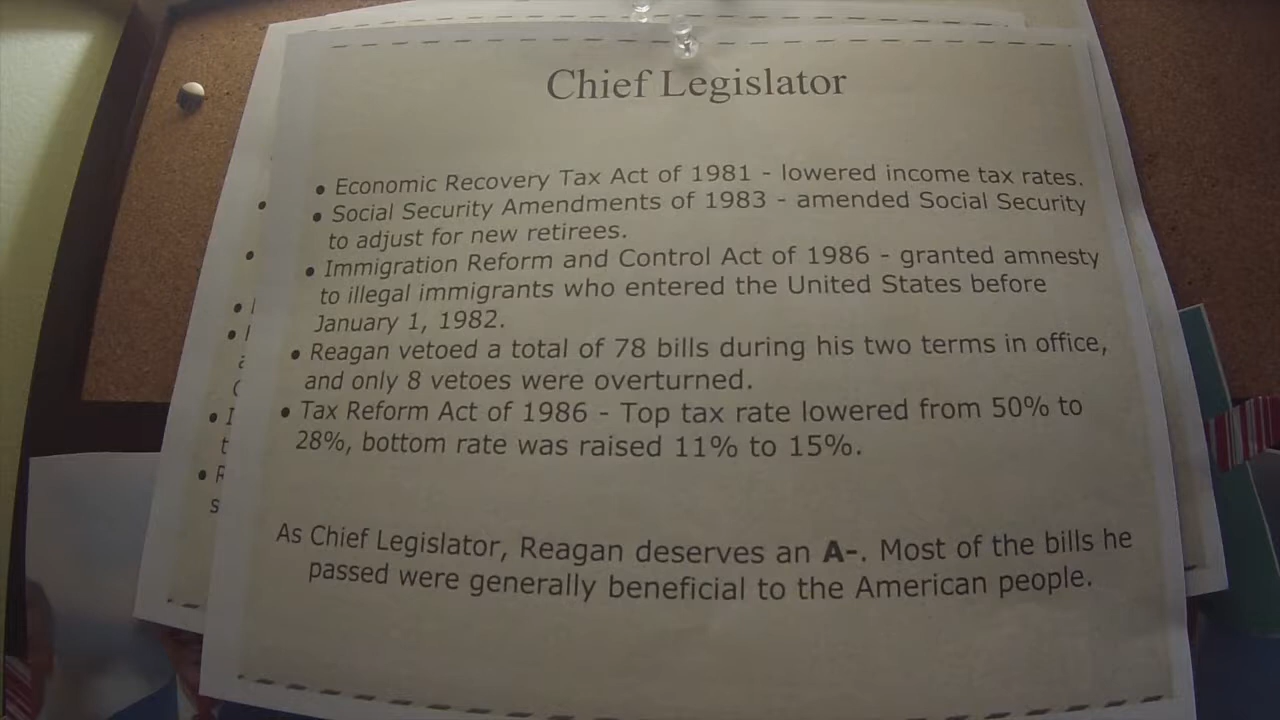 Chief Legislator
• Economic Recovery Tax Act of 1981 - lowered income tax rates.
• Social Security Amendments of 1983 - amended Social Security
to adjust for new retirees.
• Immigration Reform and Control Act of 1986 - granted amnesty
to illegal immigrants who entered the United States before
January 1, 1982.
• Reagan vetoed a total of 78 bills during his two terms in office,
and only 8 vetoes were overturned.
• Tax Reform Act of 1986 - Top tax rate lowered from 50% to
28%, bottom rate was raised 11% to 15%.
As Chief Legislator, Reagan deserves an A-. Most of the bills he
passed were generally beneficial to the American people.